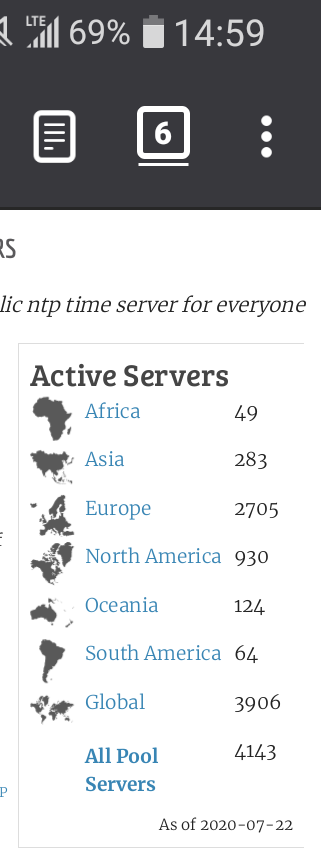 LTE 69% 14:59
6
RS
lic ntp time server for everyone
Active Servers
Africa 49
Asia 283
Europe 2705
f
North America 930
Oceania 124
South America 64
Global 3906
All Pool 4143
Servers
P
As of 2020-07-22